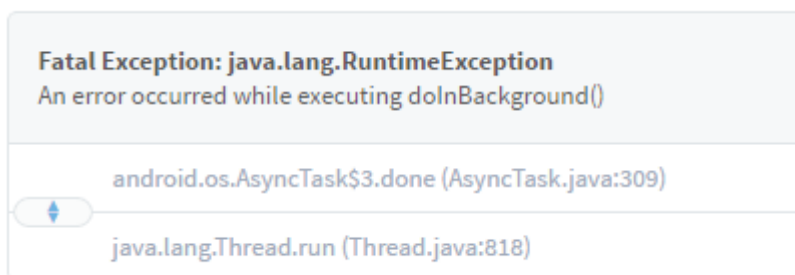 Fatal Exception: java.lang.RuntimeException
An error occurred while executing doInBackground()
android.os.AsyncTask$3.done (AsyncTask.java:309)
java.lang.Thread.run (Thread.java:818)